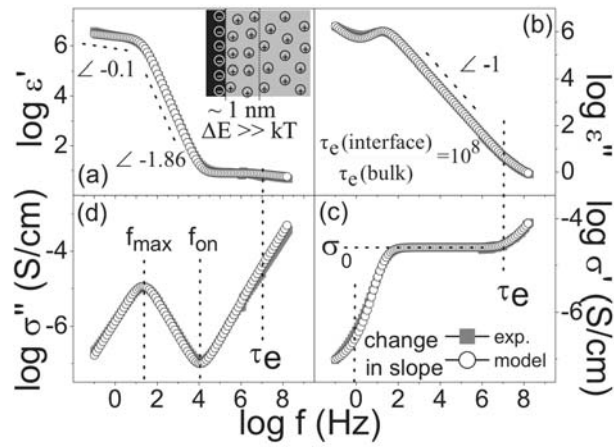 6
4
2
log ε'
∠ -0.1
∠ -1.86
(a)
~ 1 nm
ΔE >> kT
(b)
∠ -1
τe(interface)
τe(bulk)
=10⁸
6
4
2
0
log ε''
(d)
fmax
fon
τe
-4
-6
log σ'' (S/cm)
(c)
σ0
τe
change
in slope
exp.
model
-4
-6
log σ' (S/cm)
0 2 4 6 8 0 2 4 6 8
log f (Hz)